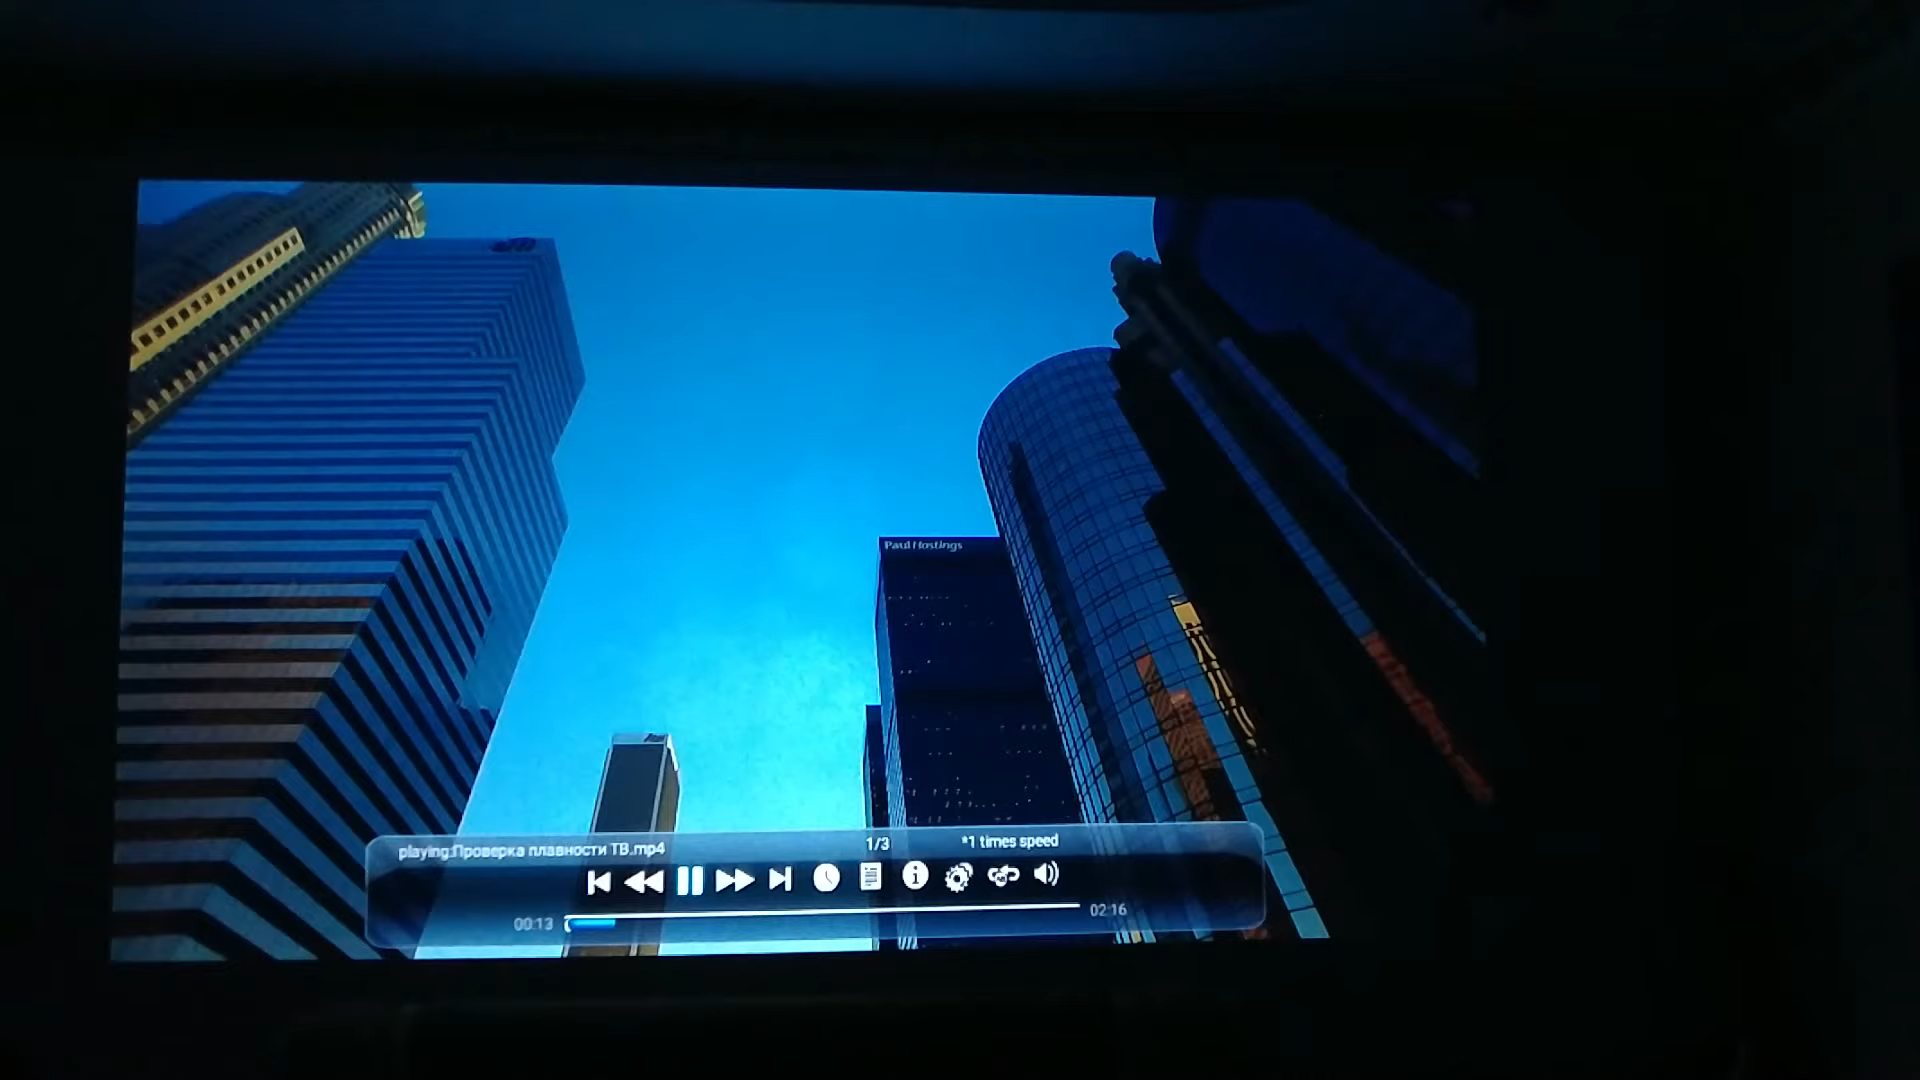 Paul Hastings
playing:Проверка плавности ТВ.mp4
1/3
*1 times speed
00:13
02:16